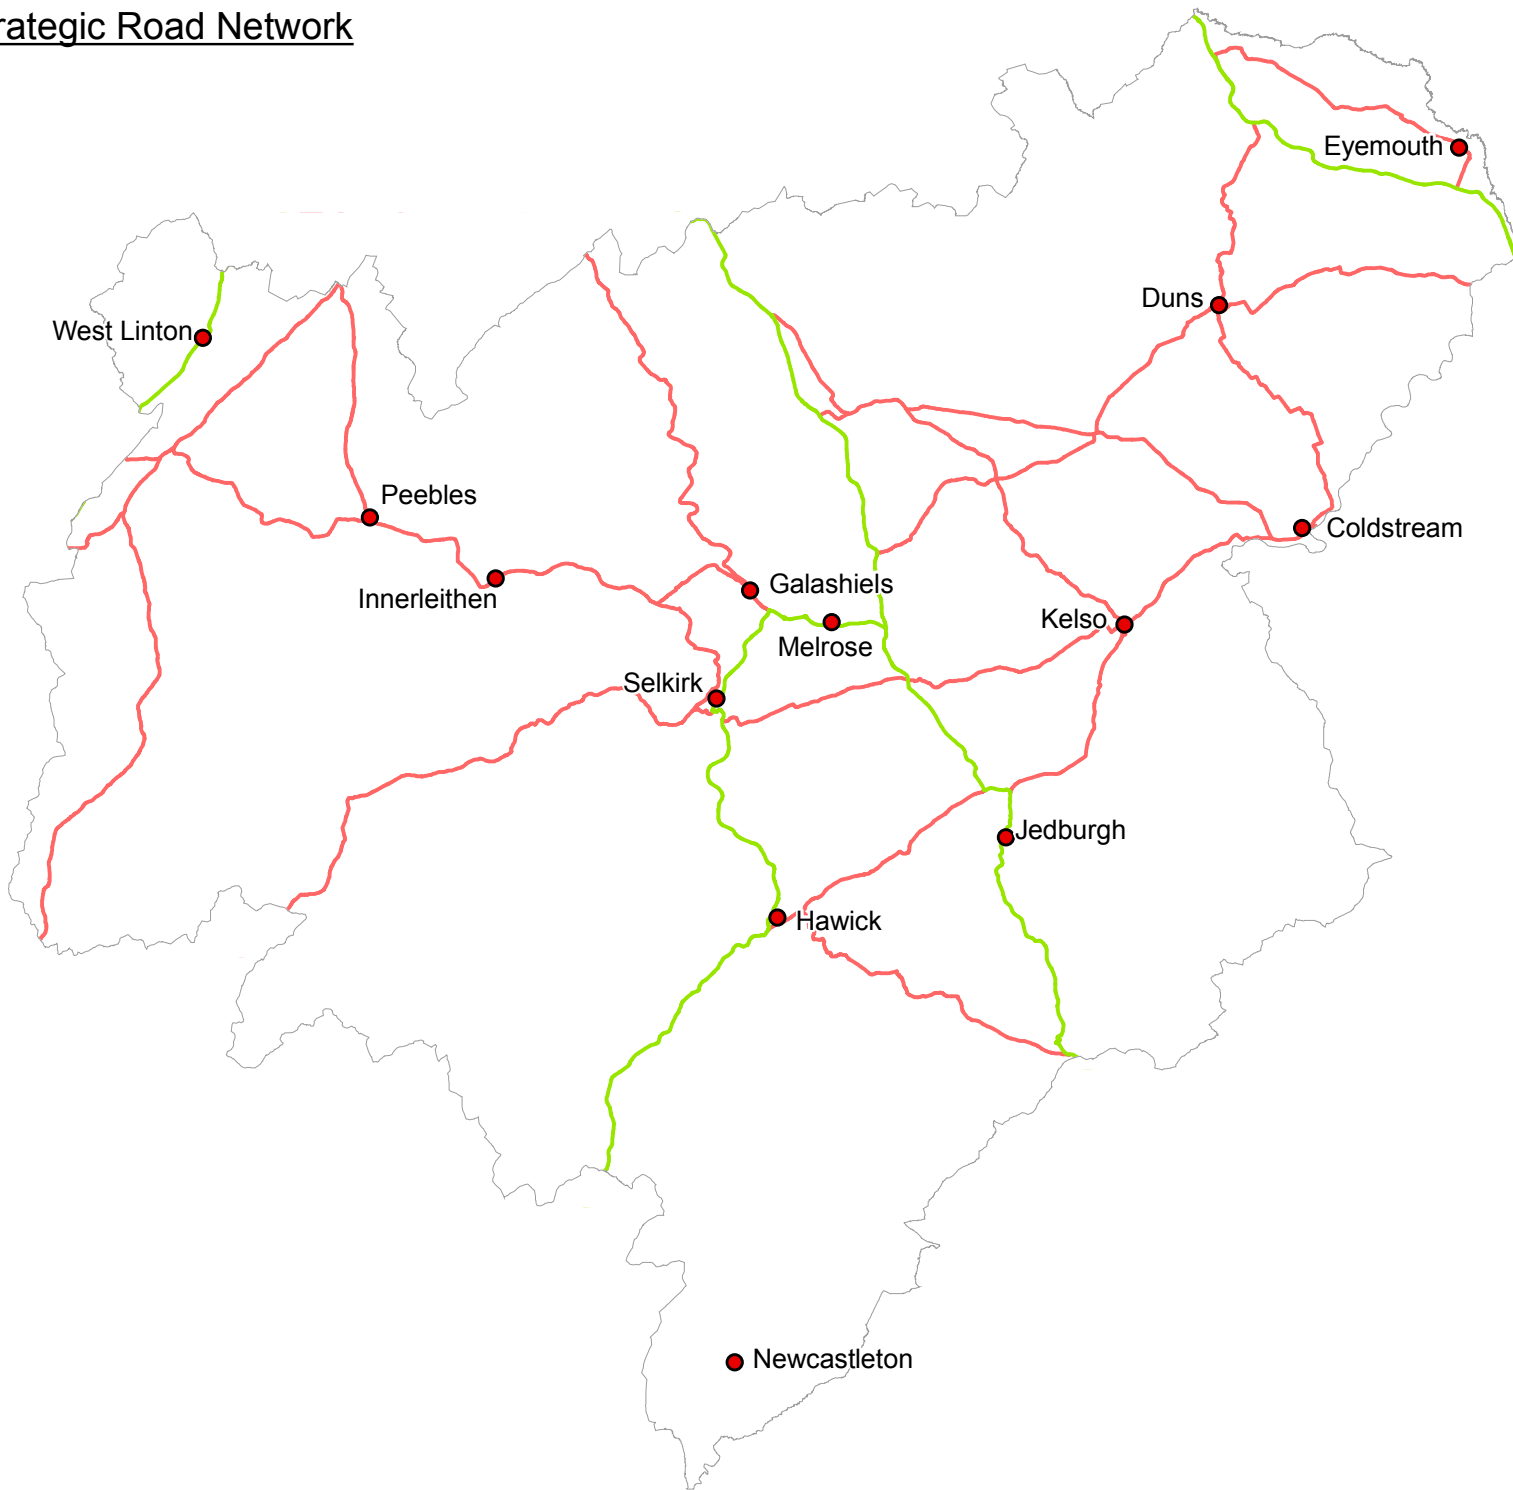 rategic Road Network
Eyemouth
Duns
West Linton
Peebles
Coldstream
Innerleithen
Galashiels
Kelso
Melrose
Selkirk
Jedburgh
Hawick
Newcastleton